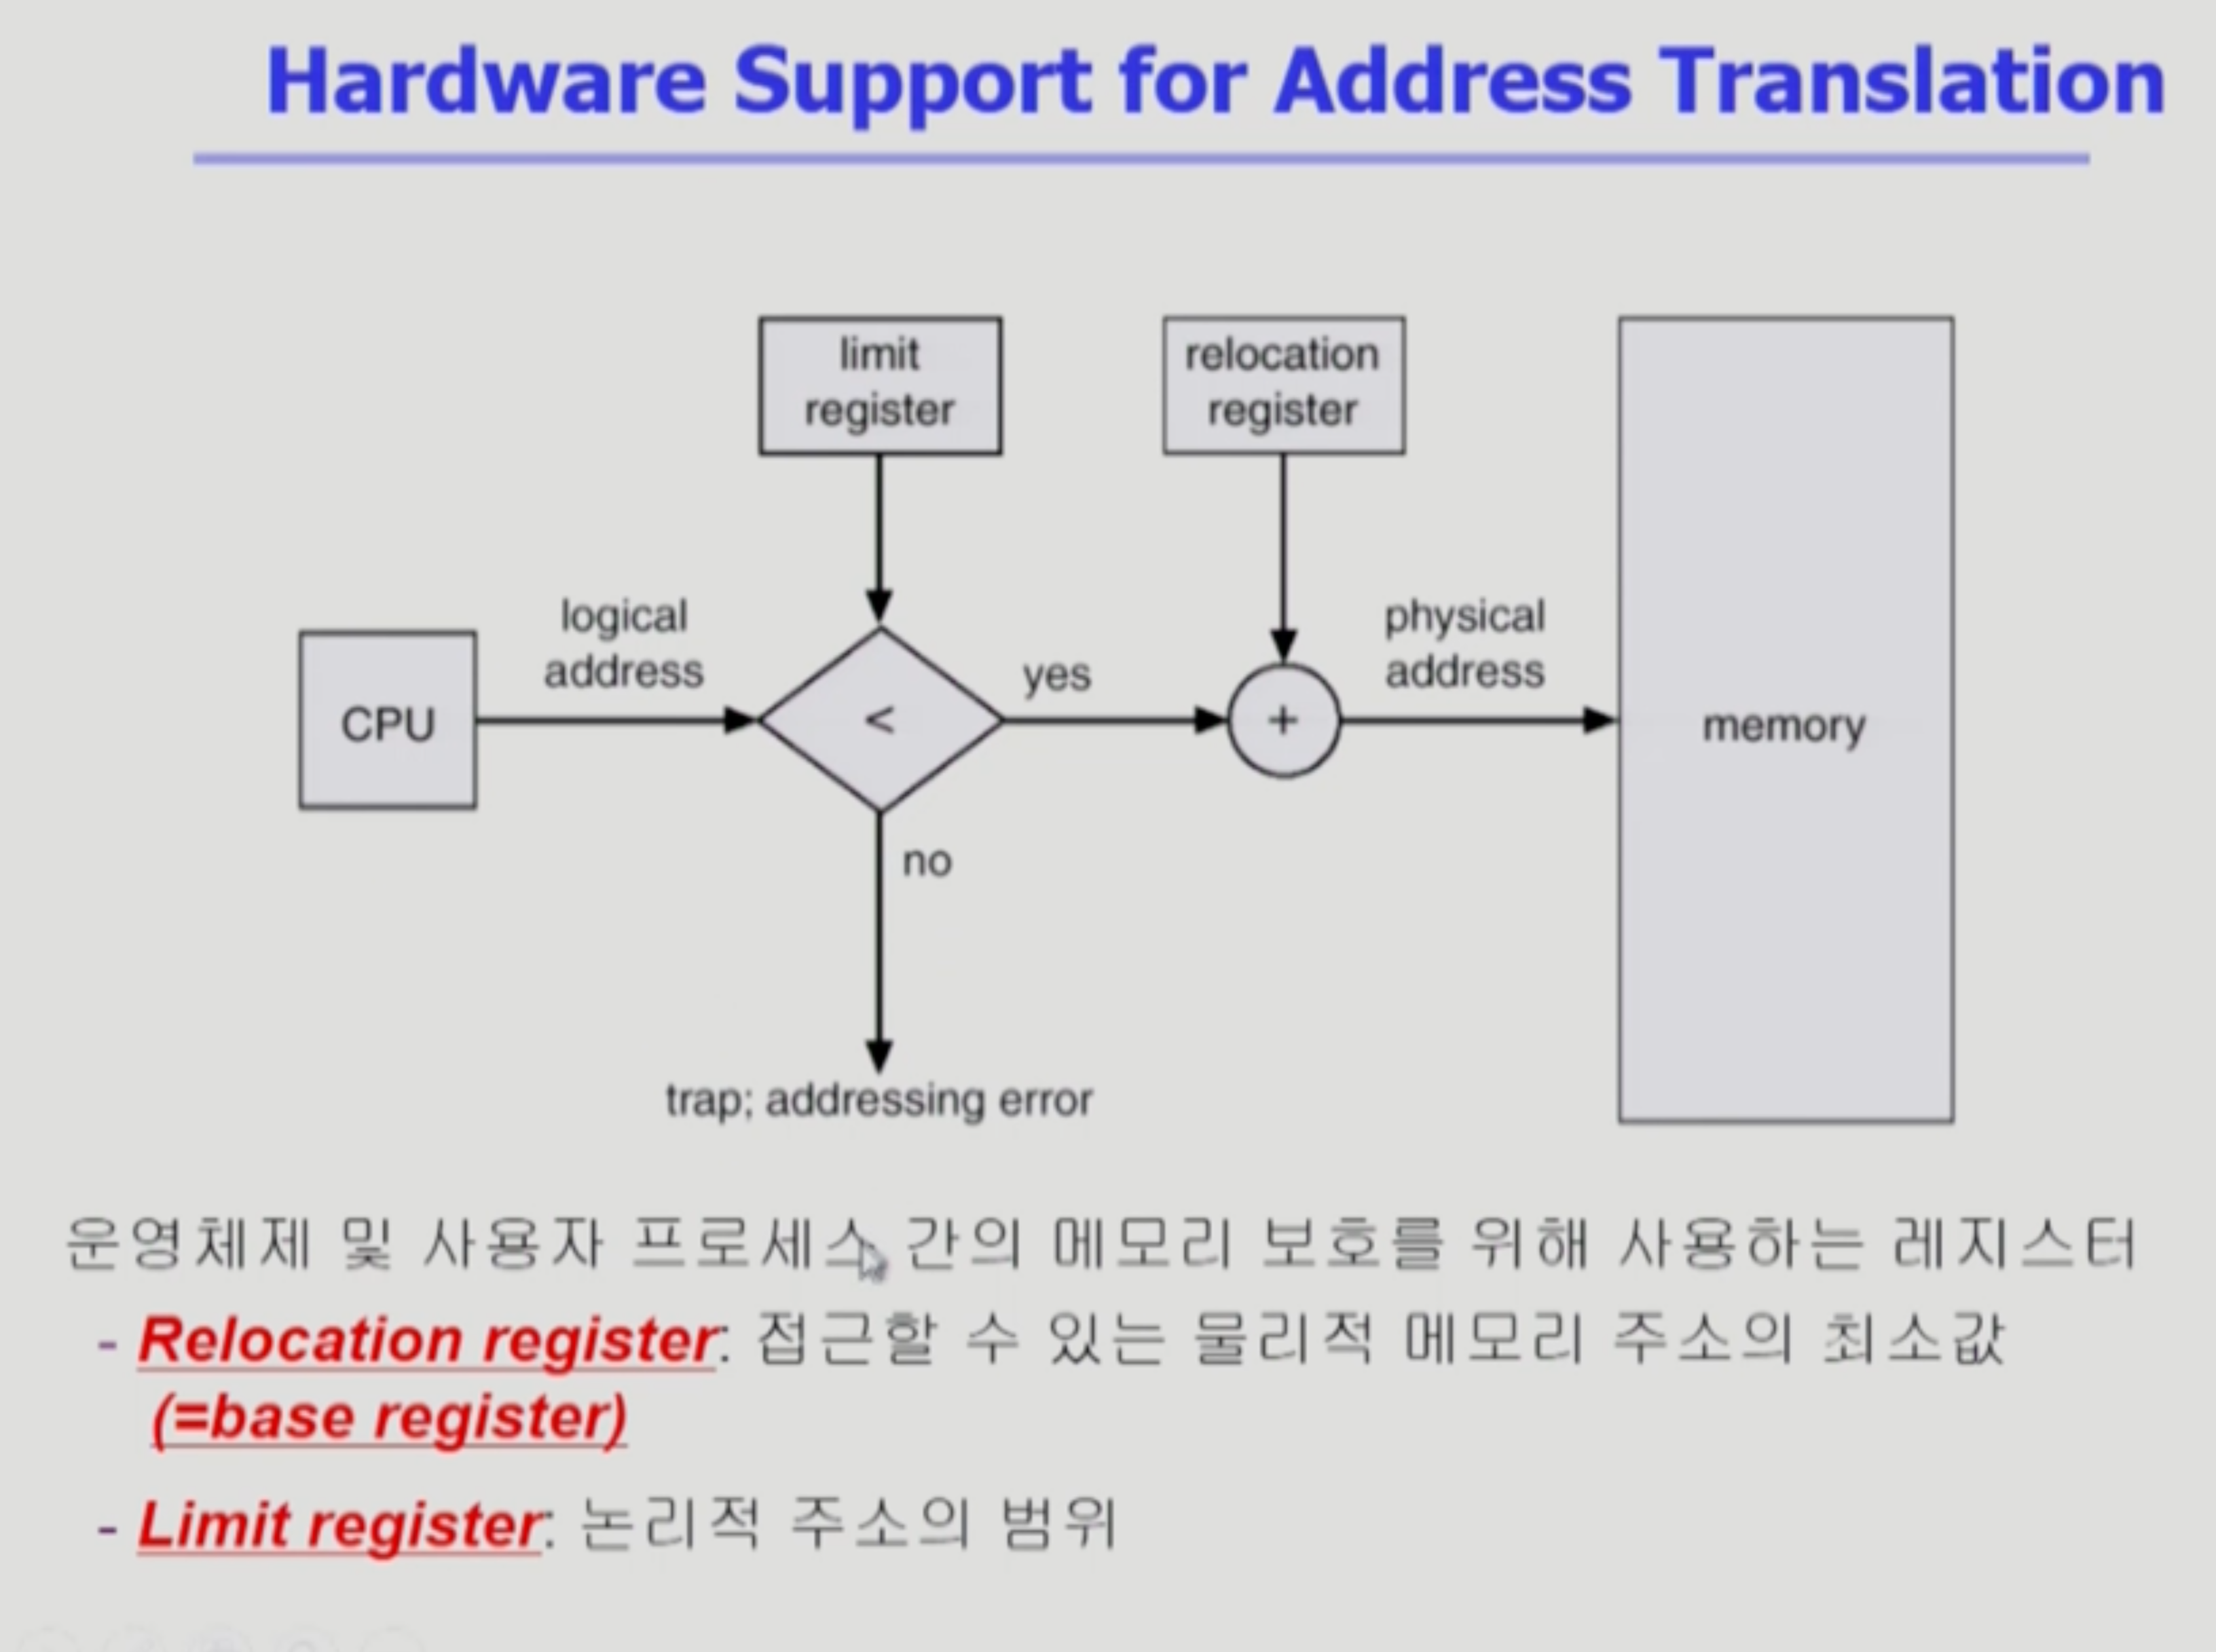 Hardware Support for Address Translation
limit
register
relocation
register
logical
address
physical
address
CPU
<
yes
+
memory
no
trap; addressing error
운영체제 및 사용자 프로세스 간의 메모리 보호를 위해 사용하는 레지스터
- Relocation register: 접근할 수 있는 물리적 메모리 주소의 최소값
(=base register)
- Limit register: 논리적 주소의 범위